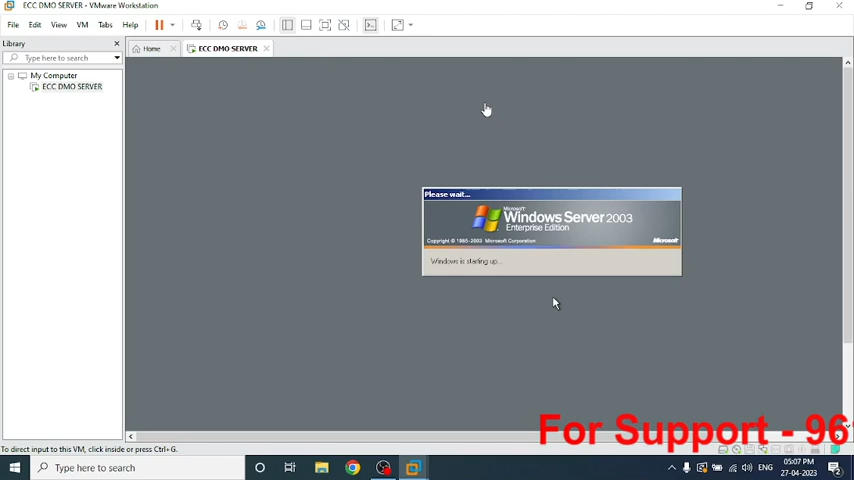 ECC DMO SERVER - VMware Workstation
File Edit View VM Tabs Help
Library
Type here to search
My Computer
ECC DMO SERVER
Home
ECC DMO SERVER
Please wait...
Microsoft
Windows Server 2003
Enterprise Edition
Copyright © 1985-2003 Microsoft Corporation
Microsoft
Windows is starting up...
For Support - 96
To direct input to this VM, click inside or press Ctrl+G.
Type here to search
ENG
05:07 PM
27-04-2023
2